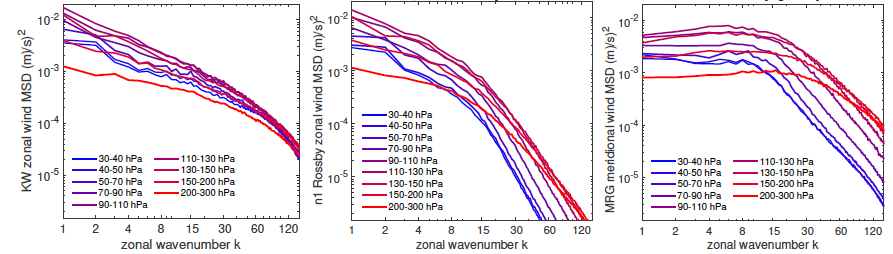 KW zonal wind MSD (m)/s)²
10⁻²
10⁻³
10⁻⁴
10⁻⁵
30-40 hPa
40-50 hPa
50-70 hPa
70-90 hPa
90-110 hPa
110-130 hPa
130-150 hPa
150-200 hPa
200-300 hPa
1 2 4 8 15 30 60 120
zonal wavenumber k
n1 Rossby zonal wind MSD (m)/s)²
10⁻²
10⁻³
10⁻⁴
10⁻⁵
30-40 hPa
40-50 hPa
50-70 hPa
70-90 hPa
90-110 hPa
110-130 hPa
130-150 hPa
150-200 hPa
200-300 hPa
1 2 4 8 15 30 60 120
zonal wavenumber k
MRG meridional wind MSD (m)/s)²
10⁻²
10⁻³
10⁻⁴
10⁻⁵
30-40 hPa
40-50 hPa
50-70 hPa
70-90 hPa
90-110 hPa
110-130 hPa
130-150 hPa
150-200 hPa
200-300 hPa
1 2 4 8 15 30 60 120
zonal wavenumber k